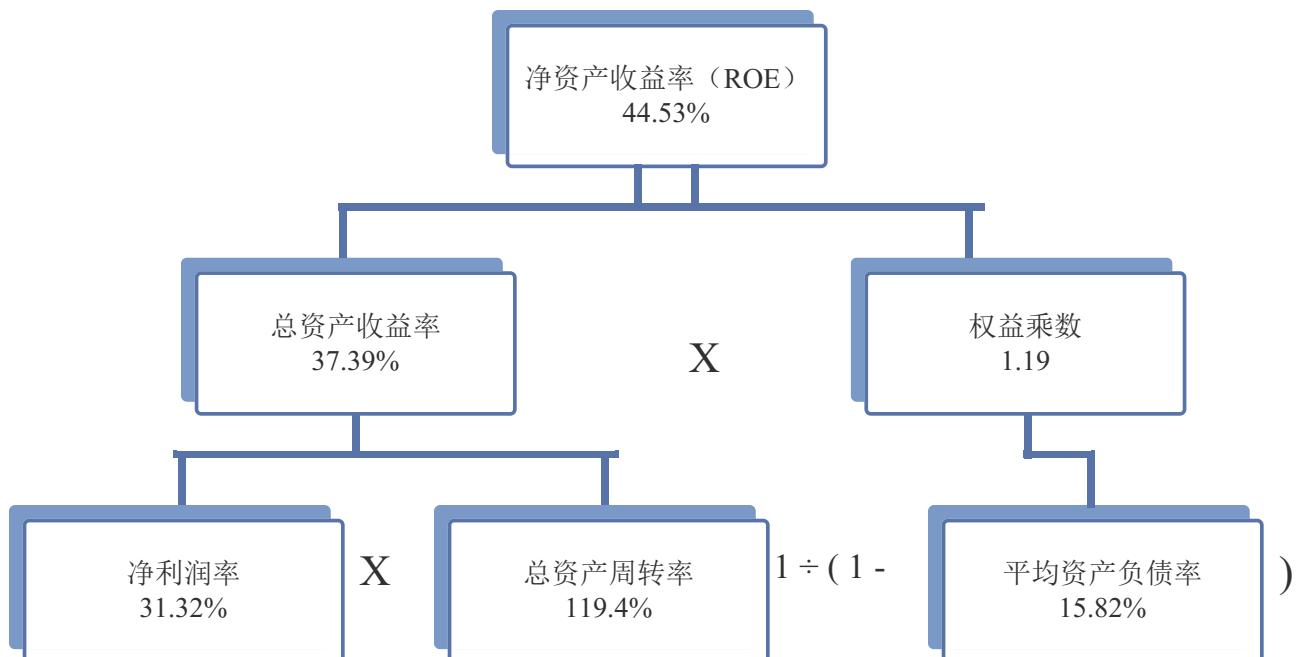 净资产收益率（ROE）
44.53%
总资产收益率
37.39%
X
权益乘数
1.19
净利润率
31.32%
X
总资产周转率
119.4%
1 ÷ ( 1 -
平均资产负债率
15.82%
)